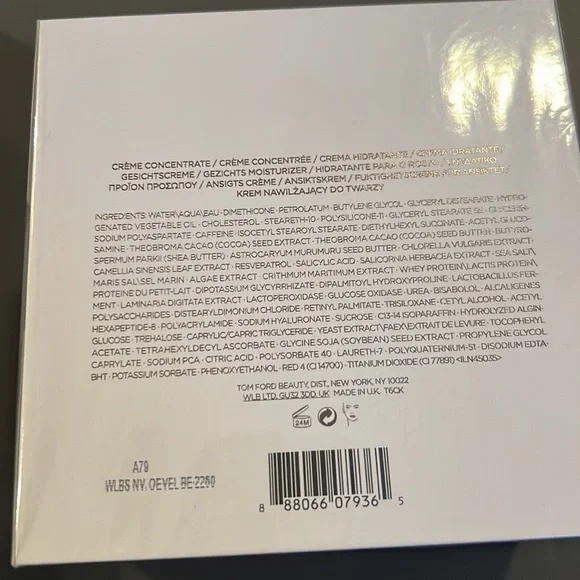 CRÈME CONCENTRATE / CRÈME CONCENTRÉE / CREMA HIDRATANTE / CREMA IDRATANTE/
GESICHTSCREME / GEZICHTS MOISTURIZER / HIDRATANTE PARA O ROSTO / ΕΝΥΔΑΤΙΚΟ
ΠΡΟΪΟΝ ΠΡΟΣΩΠΟΥ / ANSIGTS CRÈME / ANSIKTSKREM / FUKTIGHETSCREME FÖR ANSIKTET/
KREM NAWILŻAJĄCY DO TWARZY
INGREDIENTS: WATER\AQUA\EAU • DIMETHICONE • PETROLATUM • BUTYLENE GLYCOL • GLYCERYL DISTEARATE • HYDRO-
GENATED VEGETABLE OIL • CHOLESTEROL • STEARETH-10 • POLYSILICONE-11 • GLYCERYL STEARATE SE •
SODIUM POLYASPARTATE • CAFFEINE • ISOCETYL STEAROYL STEARATE • DIETHYLHEXYL SUCCINATE • ACETYL GLUCO-
SAMINE • THEOBROMA CACAO (COCOA) SEED EXTRACT • THEOBROMA CACAO (COCOA) SEED BUTTER • BUTYRO-
SPERMUM PARKII (SHEA BUTTER) • ASTROCARYUM MURUMURU SEED BUTTER • CHLORELLA VULGARIS EXTRACT •
CAMELLIA SINENSIS LEAF EXTRACT • RESVERATROL • SALICYLIC ACID • SALICORNIA HERBACEA EXTRACT • SEA SALT\
MARIS SAL\SEL MARIN • ALGAE EXTRACT • CRITHMUM MARITIMUM EXTRACT • WHEY PROTEIN\LACTIS PROTEIN\
PROTÉINE DU PETIT-LAIT • DIPOTASSIUM GLYCYRRHIZATE • DIPALMITOYL HYDROXYPROLINE • LACTOBACILLUS FER-
MENT • LAMINARIA DIGITATA EXTRACT • LACTOPEROXIDASE • GLUCOSE OXIDASE • UREA • BISABOLOL • ALCALIGENES
POLYSACCHARIDES • DISTEARYLDIMONIUM CHLORIDE • RETINYL PALMITATE • TRISILOXANE • CETYL ALCOHOL • ACETYL
HEXAPEPTIDE-8 • POLYACRYLAMIDE • SODIUM HYALURONATE • SUCROSE • C13-14 ISOPARAFFIN • HYDROLYZED ALGIN •
GLUCOSE • TREHALOSE • CAPRYLIC/CAPRIC TRIGLYCERIDE • YEAST EXTRACT\FAEX\EXTRAIT DE LEVURE • TOCOPHERYL
ACETATE • TETRAHEXYLDECYL ASCORBATE • GLYCINE SOJA (SOYBEAN) SEED EXTRACT • PROPYLENE GLYCOL
CAPRYLATE • SODIUM PCA • CITRIC ACID • POLYSORBATE 40 • LAURETH-7 • POLYQUATERNIUM-51 • DISODIUM EDTA •
BHT • POTASSIUM SORBATE • PHENOXYETHANOL • RED 4 (CI 14700) • TITANIUM DIOXIDE (CI 77891) <ILN45035>
TOM FORD BEAUTY, DIST, NEW YORK, NY 10022
WLB LTD, GU32 3DD, UK MADE IN U.K. T6CK
24M
A79
WLBS NV. OEVEL BE-2260
8 88066 07936 5